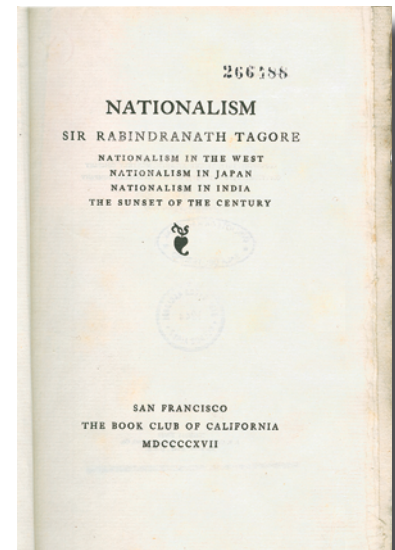 266488
NATIONALISM
SIR RABINDRANATH TAGORE
NATIONALISM IN THE WEST
NATIONALISM IN JAPAN
NATIONALISM IN INDIA
THE SUNSET OF THE CENTURY
SAN FRANCISCO
THE BOOK CLUB OF CALIFORNIA
MDCCCCXVII